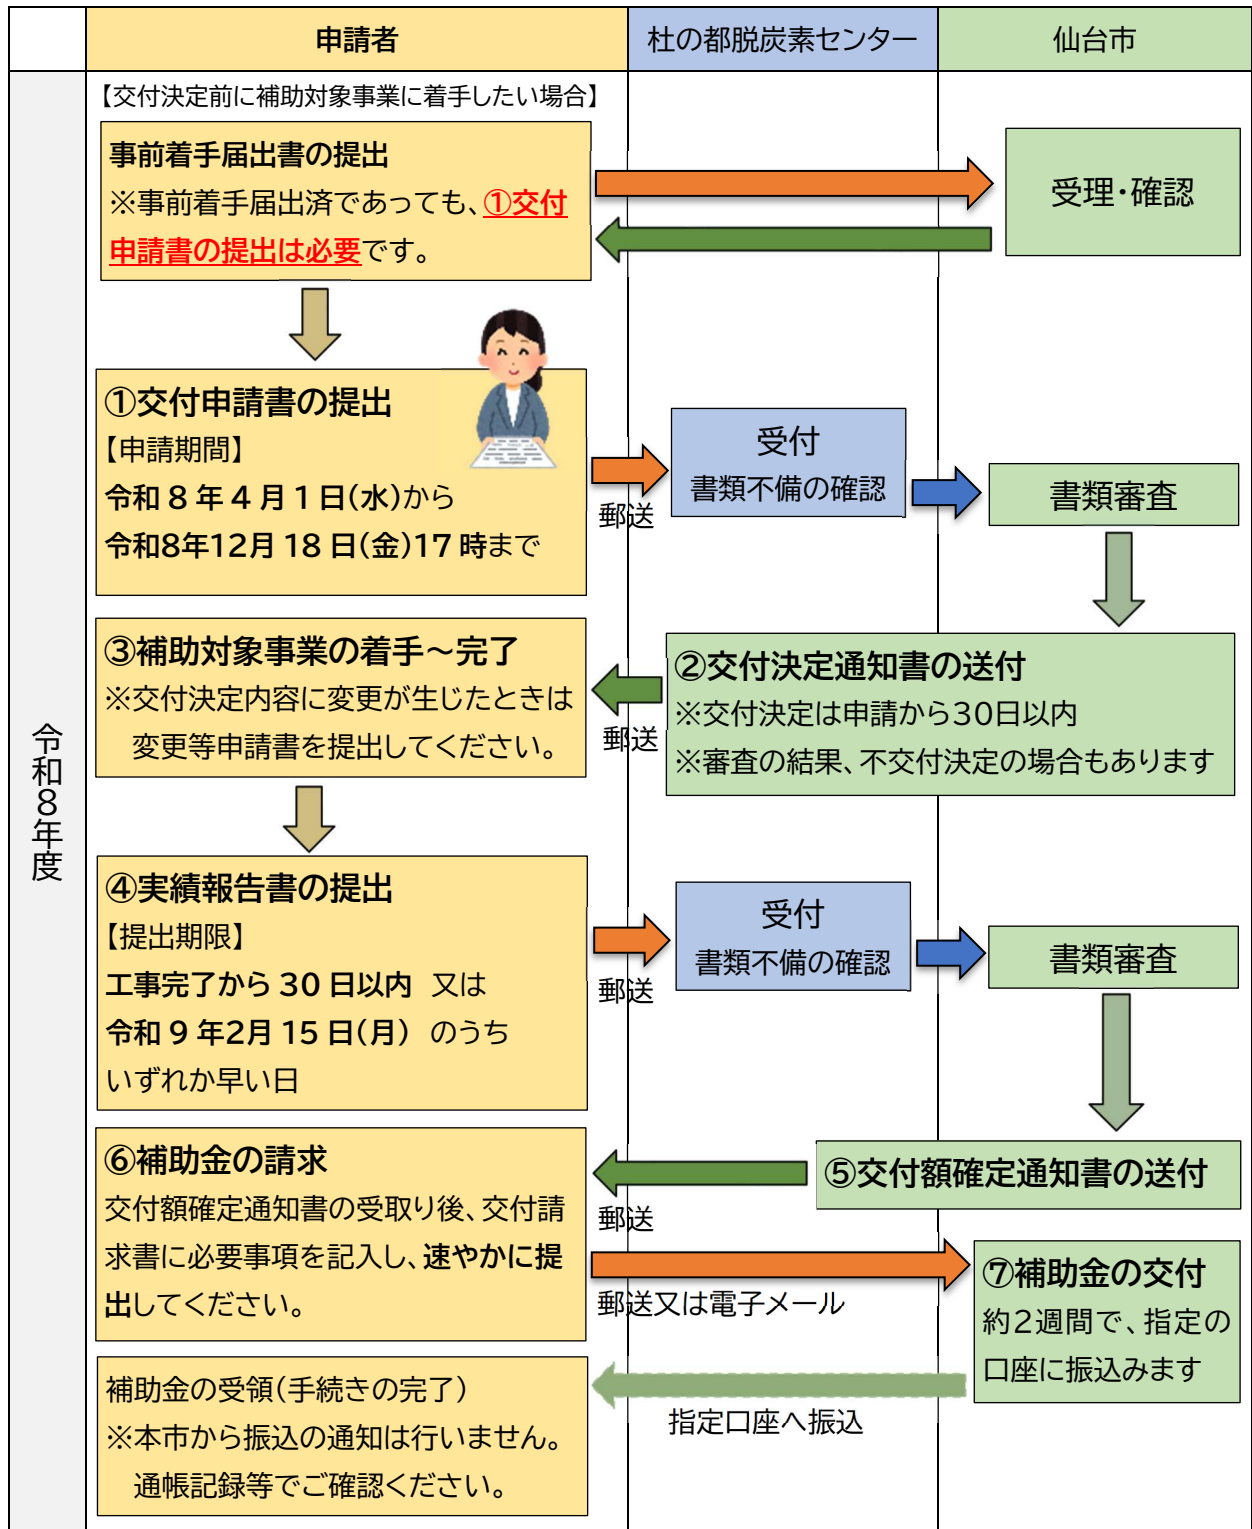 申請者
杜の都脱炭素センター
仙台市
令和8年度
【交付決定前に補助対象事業に着手したい場合】
事前着手届出書の提出
※事前着手届出済であっても、①交付
申請書の提出は必要です。
受理・確認
①交付申請書の提出
【申請期間】
令和 8 年 4 月 1 日(水)から
令和8年12月 18 日(金)17 時まで
郵送
受付
書類不備の確認
書類審査
②交付決定通知書の送付
※交付決定は申請から30日以内
※審査の結果、不交付決定の場合もあります
郵送
③補助対象事業の着手～完了
※交付決定内容に変更が生じたときは
変更等申請書を提出してください。
④実績報告書の提出
【提出期限】
工事完了から 30 日以内 又は
令和 9 年2月 15 日(月) のうち
いずれか早い日
郵送
受付
書類不備の確認
書類審査
⑤交付額確定通知書の送付
郵送
⑥補助金の請求
交付額確定通知書の受取り後、交付請
求書に必要事項を記入し、速やかに提
出してください。
郵送又は電子メール
⑦補助金の交付
約2週間で、指定の
口座に振込みます
指定口座へ振込
補助金の受領(手続きの完了)
※本市から振込の通知は行いません。
通帳記録等でご確認ください。